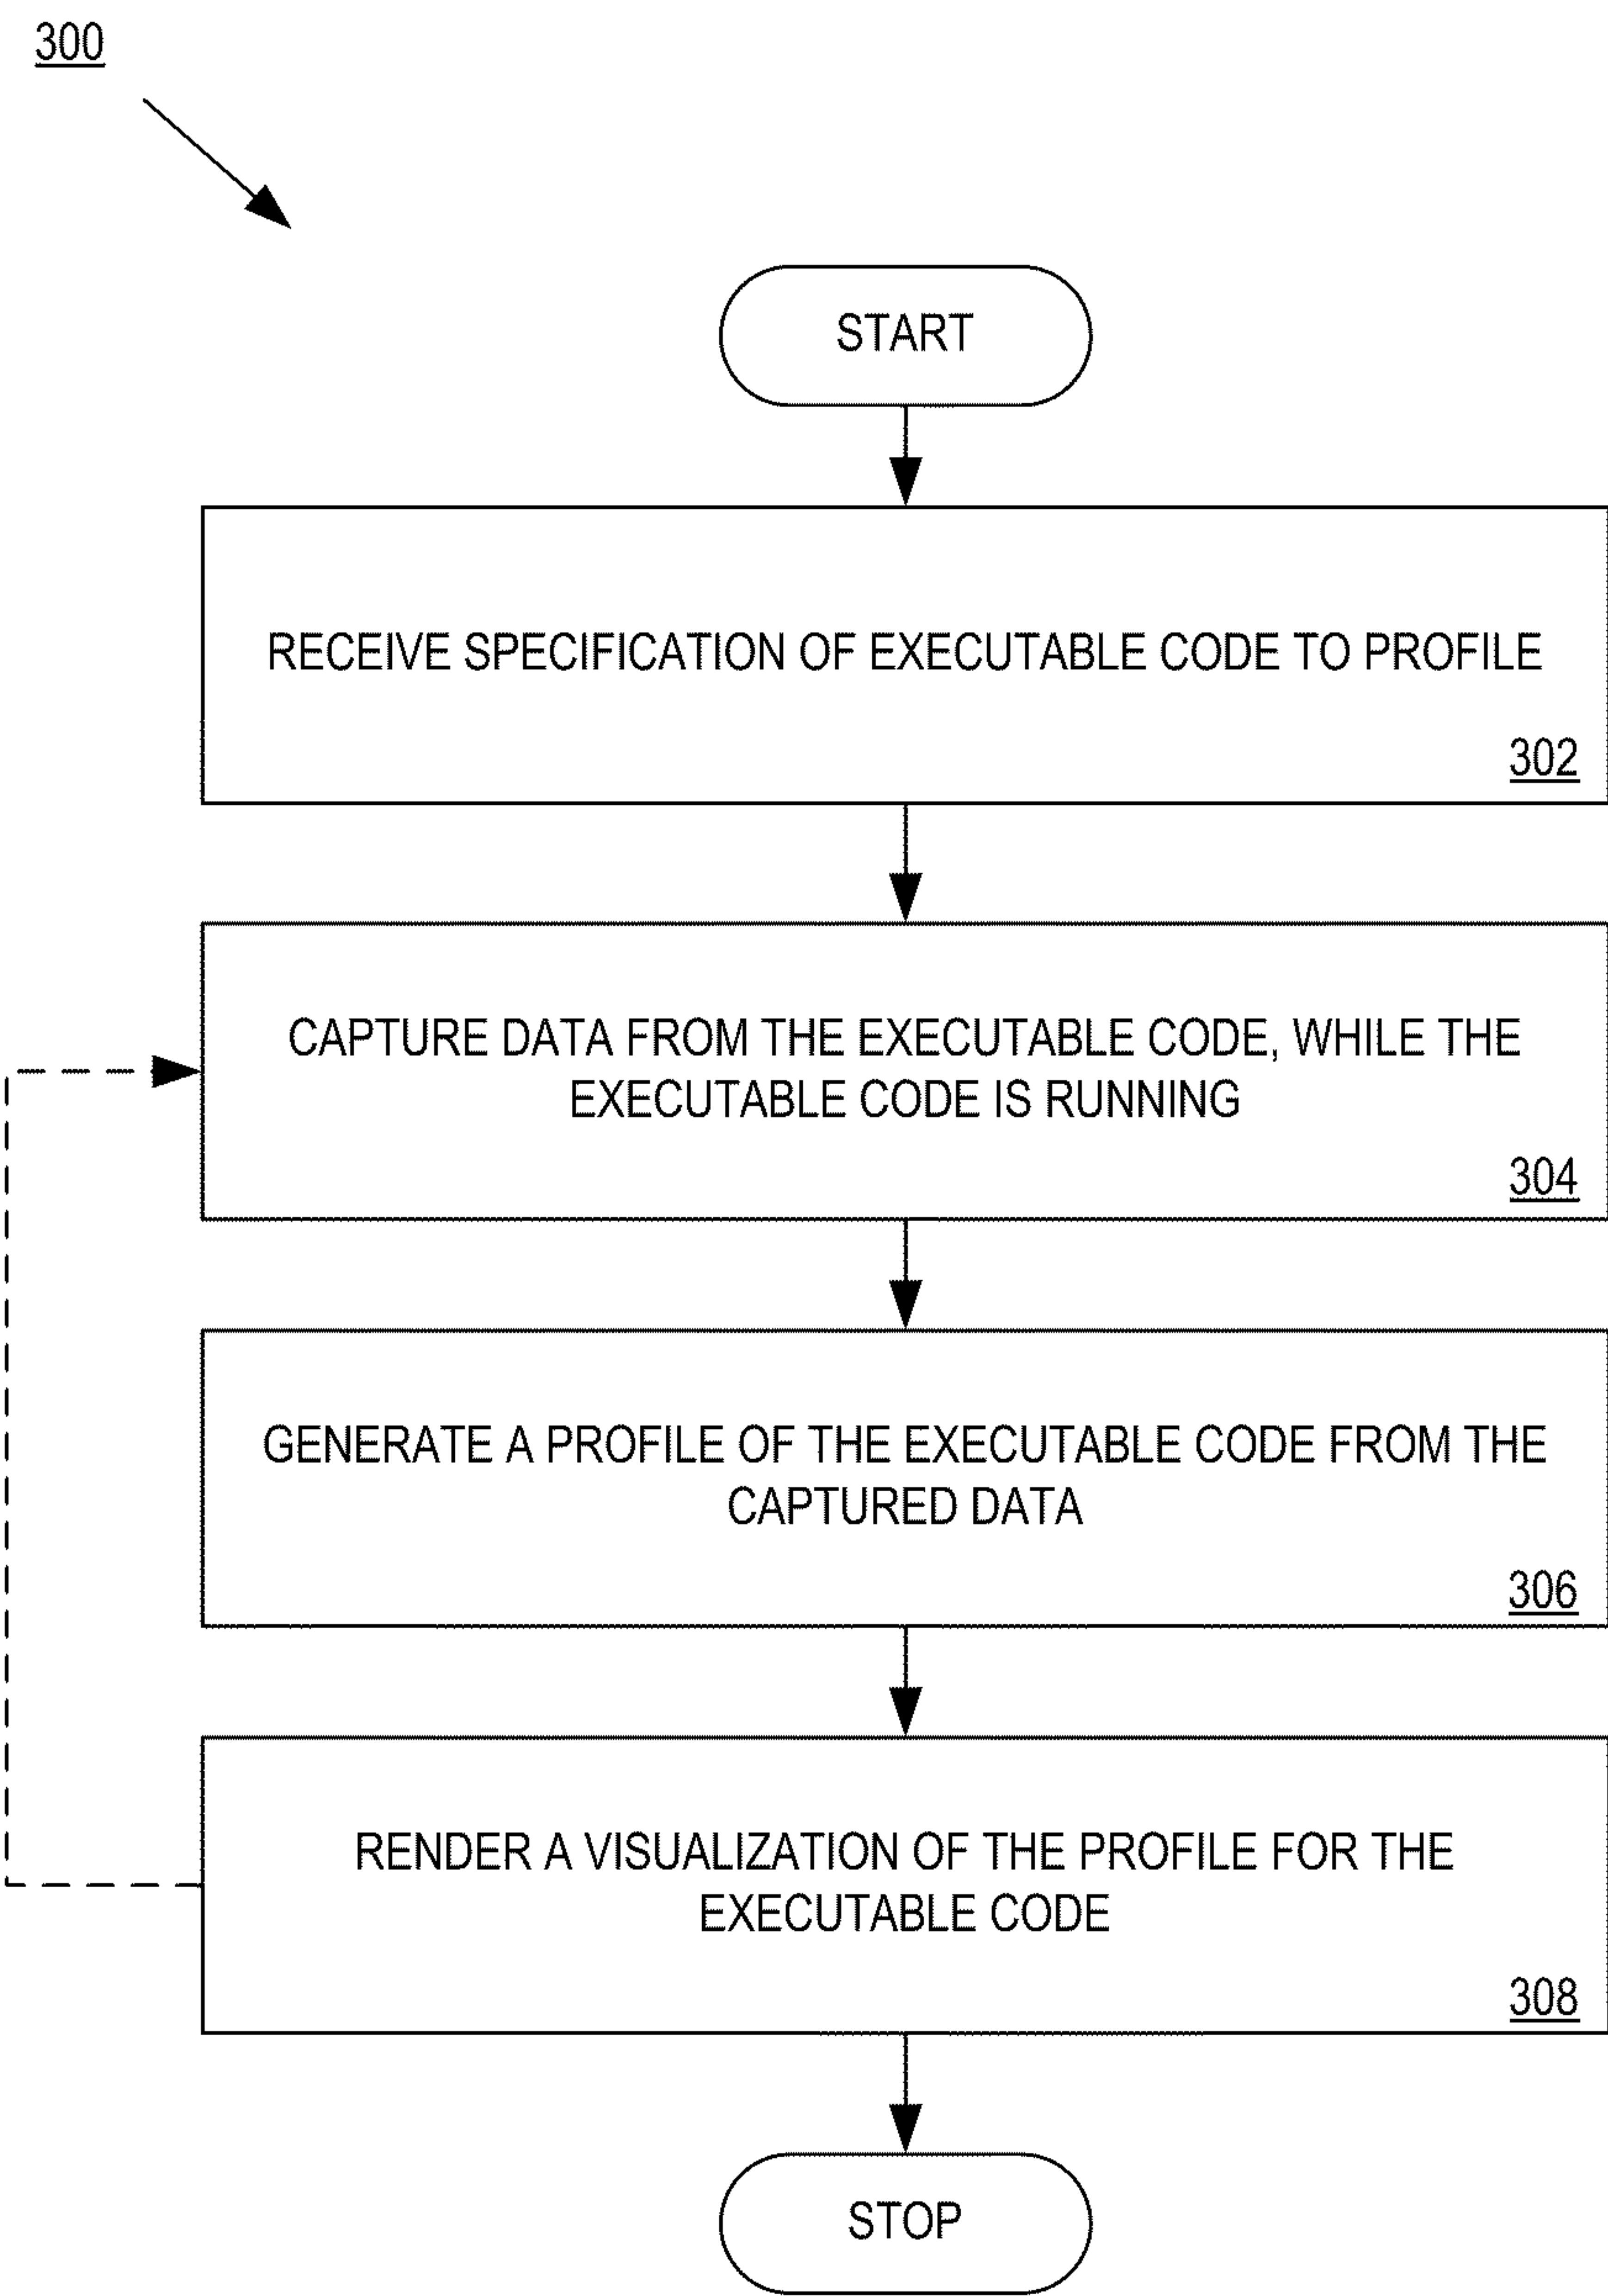 300
START
RECEIVE SPECIFICATION OF EXECUTABLE CODE TO PROFILE
302
CAPTURE DATA FROM THE EXECUTABLE CODE, WHILE THE
EXECUTABLE CODE IS RUNNING
304
GENERATE A PROFILE OF THE EXECUTABLE CODE FROM THE
CAPTURED DATA
306
RENDER A VISUALIZATION OF THE PROFILE FOR THE
EXECUTABLE CODE
308
STOP